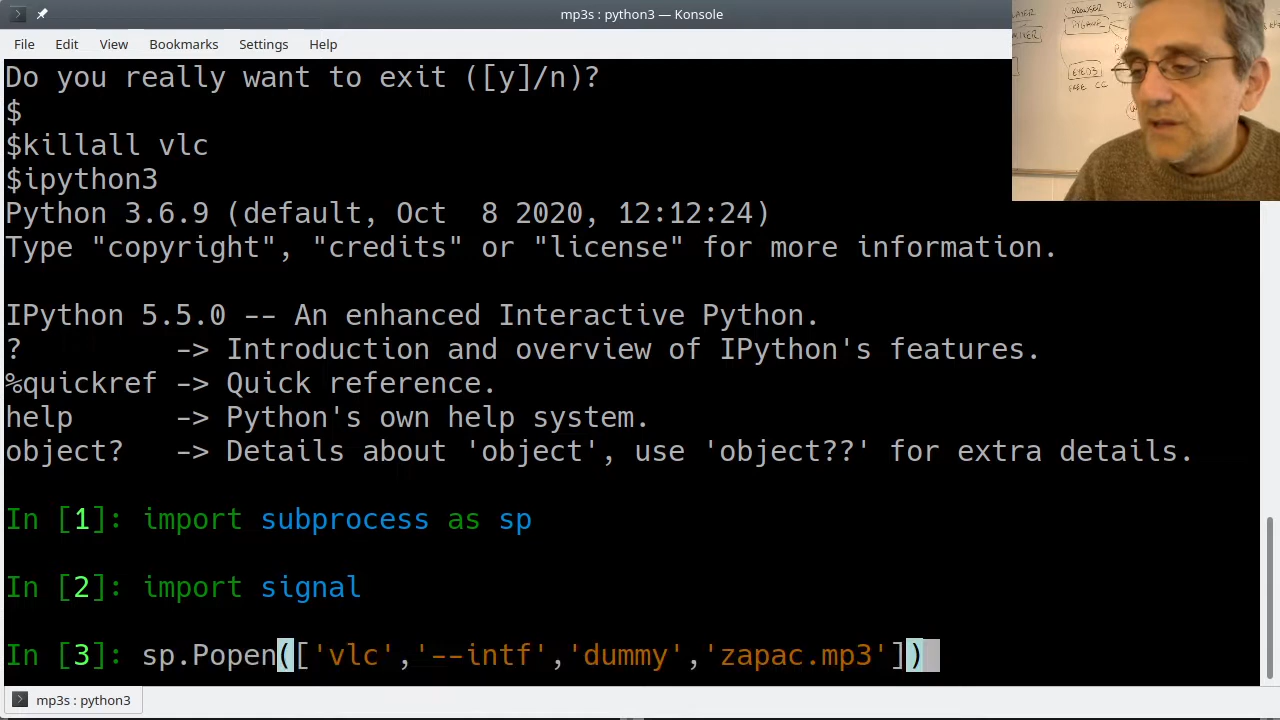 mp3s : python3 — Konsole
File Edit View Bookmarks Settings Help
Do you really want to exit ([y]/n)?
$
$killall vlc
$ipython3
Python 3.6.9 (default, Oct  8 2020, 12:12:24)
Type "copyright", "credits" or "license" for more information.
IPython 5.5.0 -- An enhanced Interactive Python.
?         -> Introduction and overview of IPython's features.
%quickref -> Quick reference.
help      -> Python's own help system.
object?   -> Details about 'object', use 'object??' for extra details.
In [1]: import subprocess as sp
In [2]: import signal
In [3]: sp.Popen(['vlc','--intf','dummy','zapac.mp3'])
mp3s : python3
BROWSER
EYED3